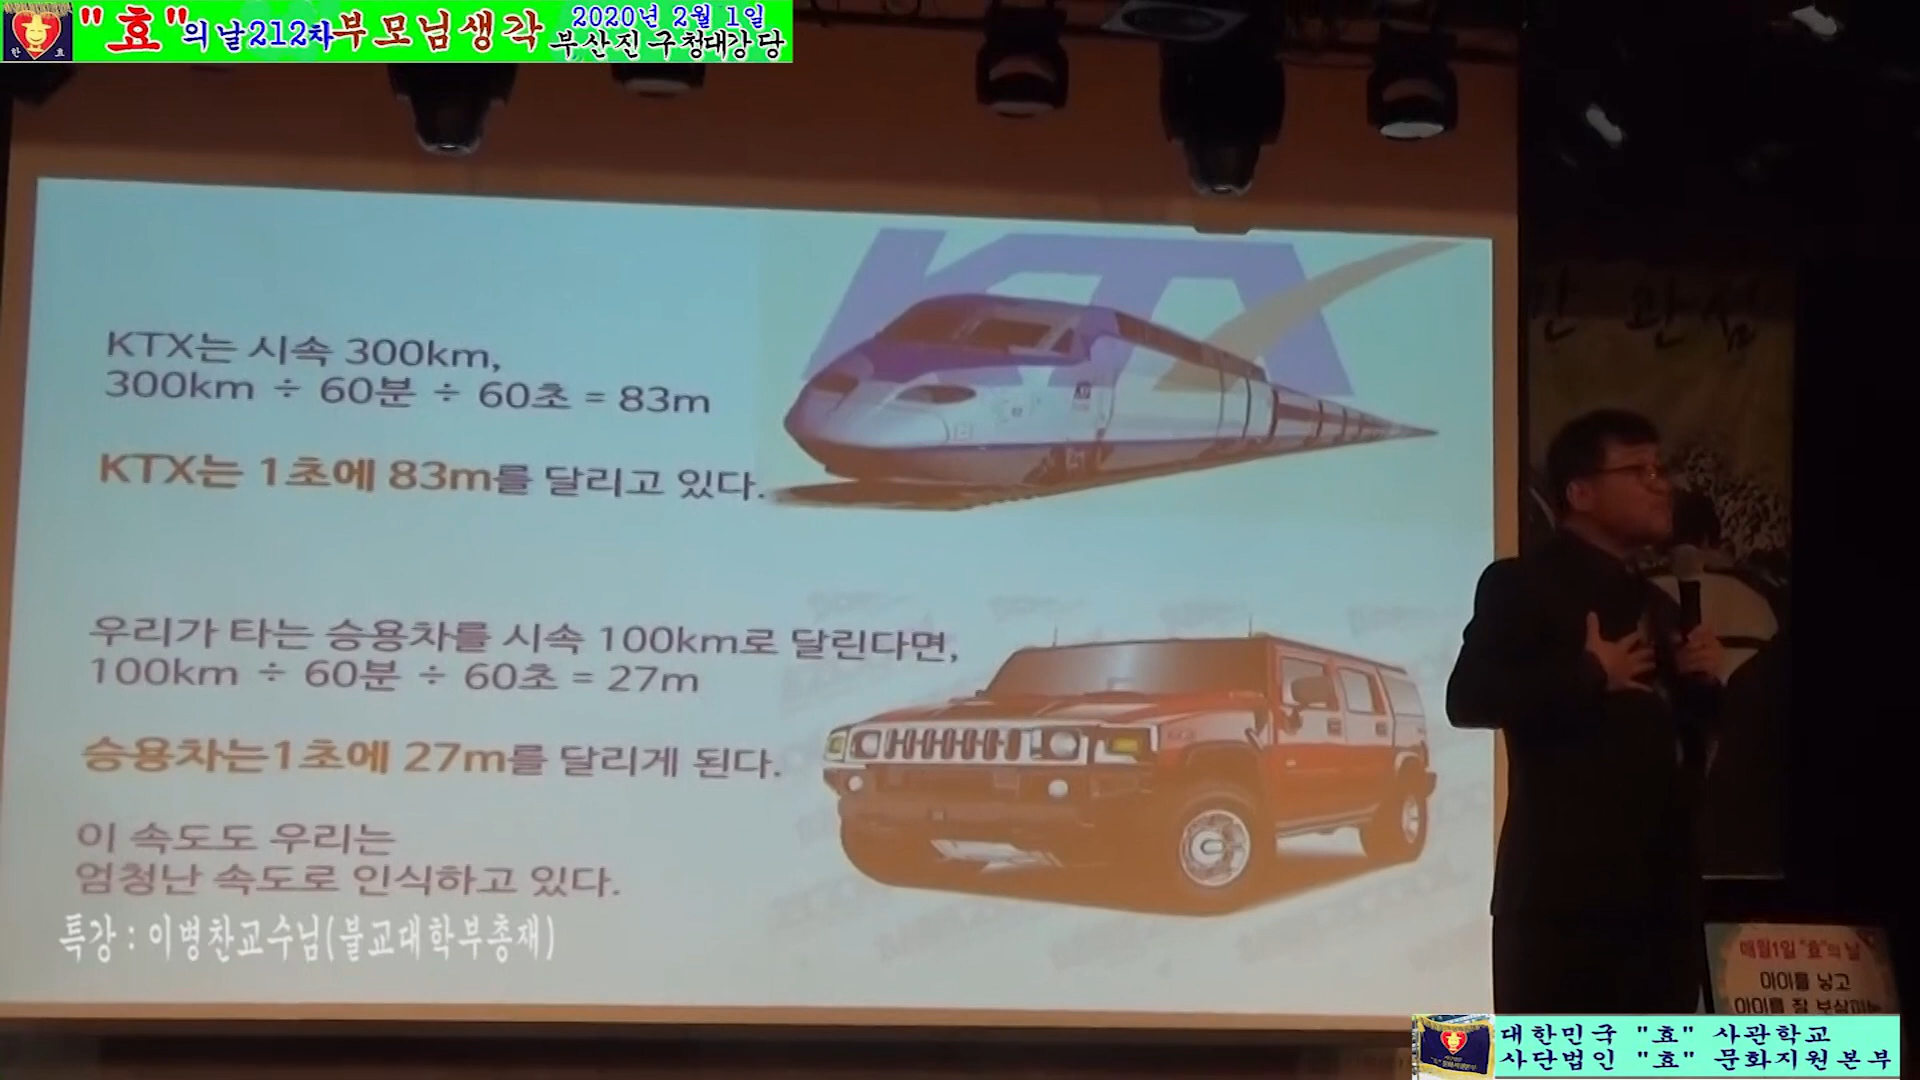 "효"의 날 212차 부모님생각
2020년 2월 1일
부산진구청대강당
한 효
KTX
KTX는 시속 300km,
300km ÷ 60분 ÷ 60초 = 83m
KTX는 1초에 83m를 달리고 있다.
우리가 타는 승용차를 시속 100km로 달린다면,
100km ÷ 60분 ÷ 60초 = 27m
승용차는1초에 27m를 달리게 된다.
이 속도도 우리는
엄청난 속도로 인식하고 있다.
특강 : 이병찬교수님(불교대학부총재)
매월1일 "효"의 날
아이를 낳고
아이를 잘
대한민국 "효" 사관학교
사단법인 "효" 문화지원본부